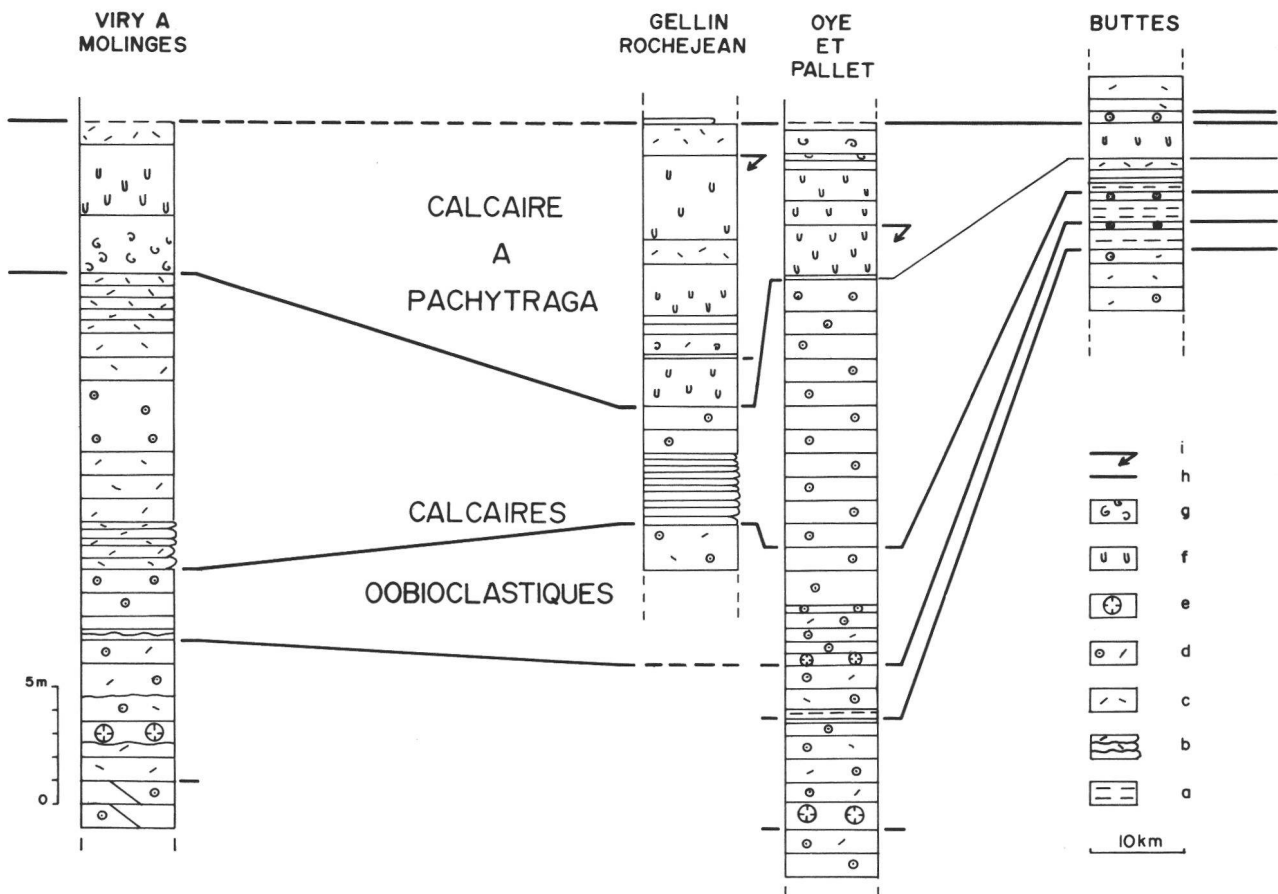 VIRY A
MOLINGES
GELLIN
ROCHEJEAN
OYE
ET
PALLET
BUTTES
CALCAIRE
A
PACHYTRAGA
CALCAIRES
OOBIOCLASTIQUES
5m
0
i
h
g
f
e
d
c
b
a
10km